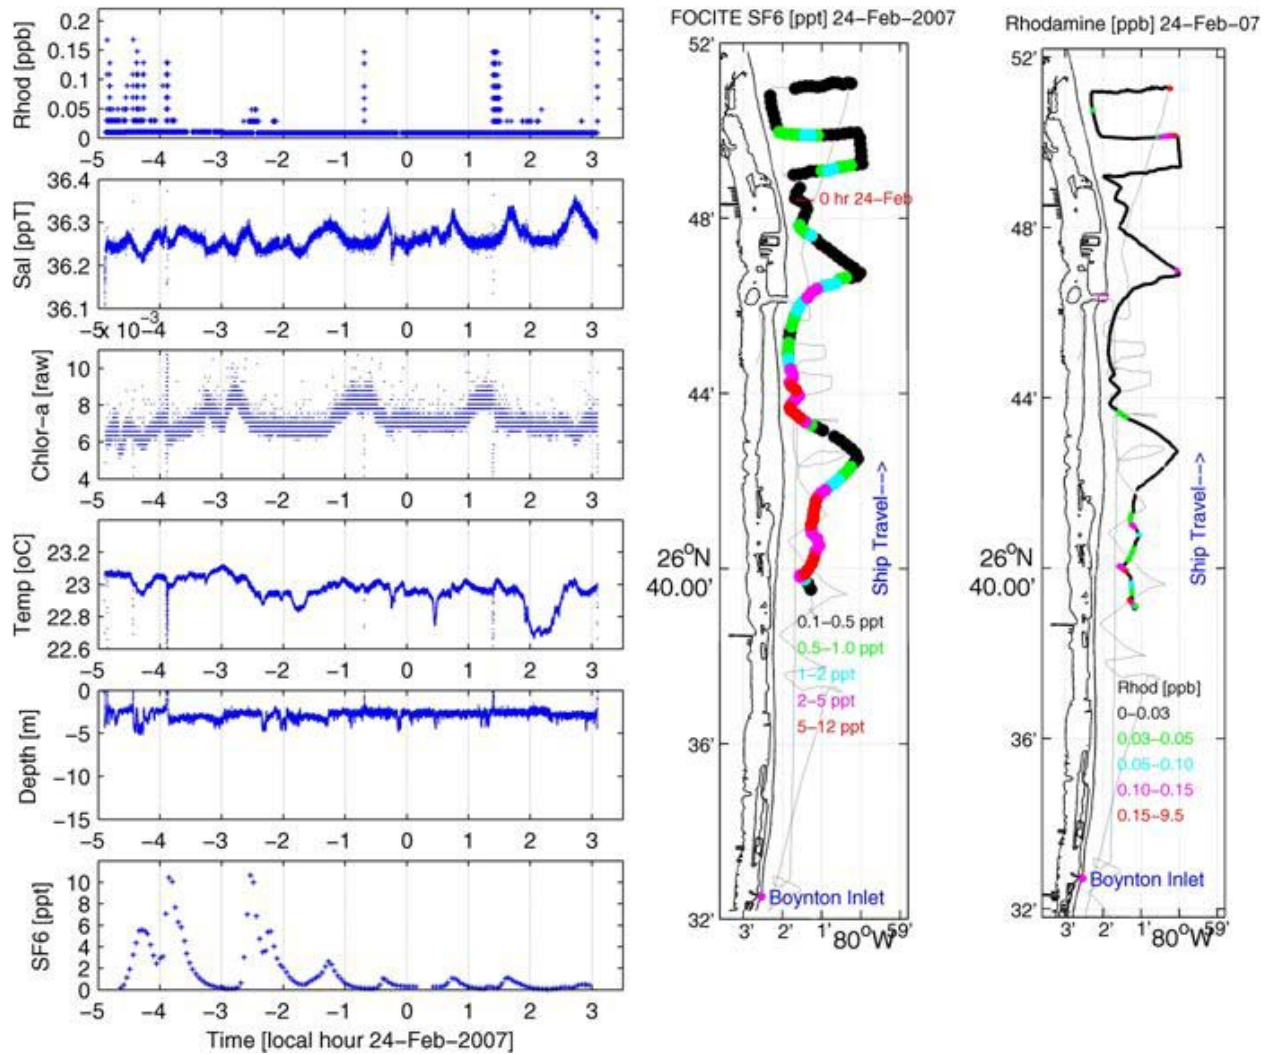 0.2
0.15
0.1
0.05
0
Rhod [ppb]
−5 −4 −3 −2 −1 0 1 2 3
36.4
36.3
36.2
36.1
Sal [ppT]
−5 −4 −3 −2 −1 0 1 2 3
x 10⁻³
10
8
6
4
Chlor−a [raw]
−5 −4 −3 −2 −1 0 1 2 3
23.2
23
22.8
22.6
Temp [oC]
−5 −4 −3 −2 −1 0 1 2 3
0
−5
−10
−15
Depth [m]
−5 −4 −3 −2 −1 0 1 2 3
10
8
6
4
2
0
SF6 [ppt]
−5 −4 −3 −2 −1 0 1 2 3
Time [local hour 24−Feb−2007]
FOCITE SF6 [ppt] 24−Feb−2007
52'
<− 0 hr 24−Feb
48'
44'
26°N
40.00'
Ship Travel−−>
0.1−0.5 ppt
0.5−1.0 ppt
1−2 ppt
2−5 ppt
5−12 ppt
36'
Boynton Inlet
32'
3' 2' 1' 80°W 59'
Rhodamine [ppb] 24−Feb−07
52'
48'
44'
26°N
40.00'
Ship Travel−−>
Rhod [ppb]
0−0.03
0.03−0.05
0.05−0.10
0.10−0.15
0.15−9.5
36'
Boynton Inlet
32'
3' 2' 1' 80°W 59'